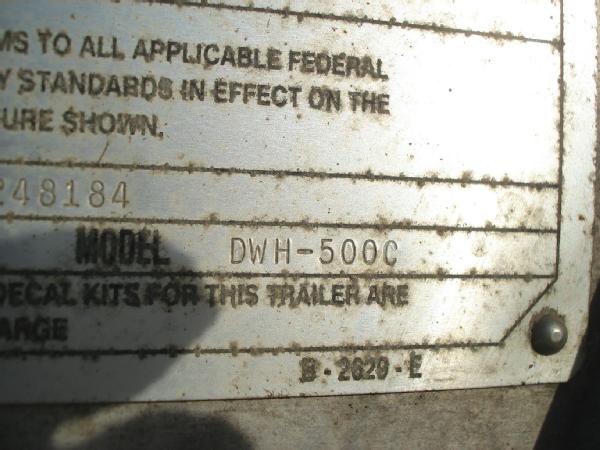 MS TO ALL APPLICABLE FEDERAL
Y STANDARDS IN EFFECT ON THE
URE SHOWN.
248184
MODEL DWH-500C
DECAL KITS FOR THIS TRAILER ARE
ARGE
B-2629-E